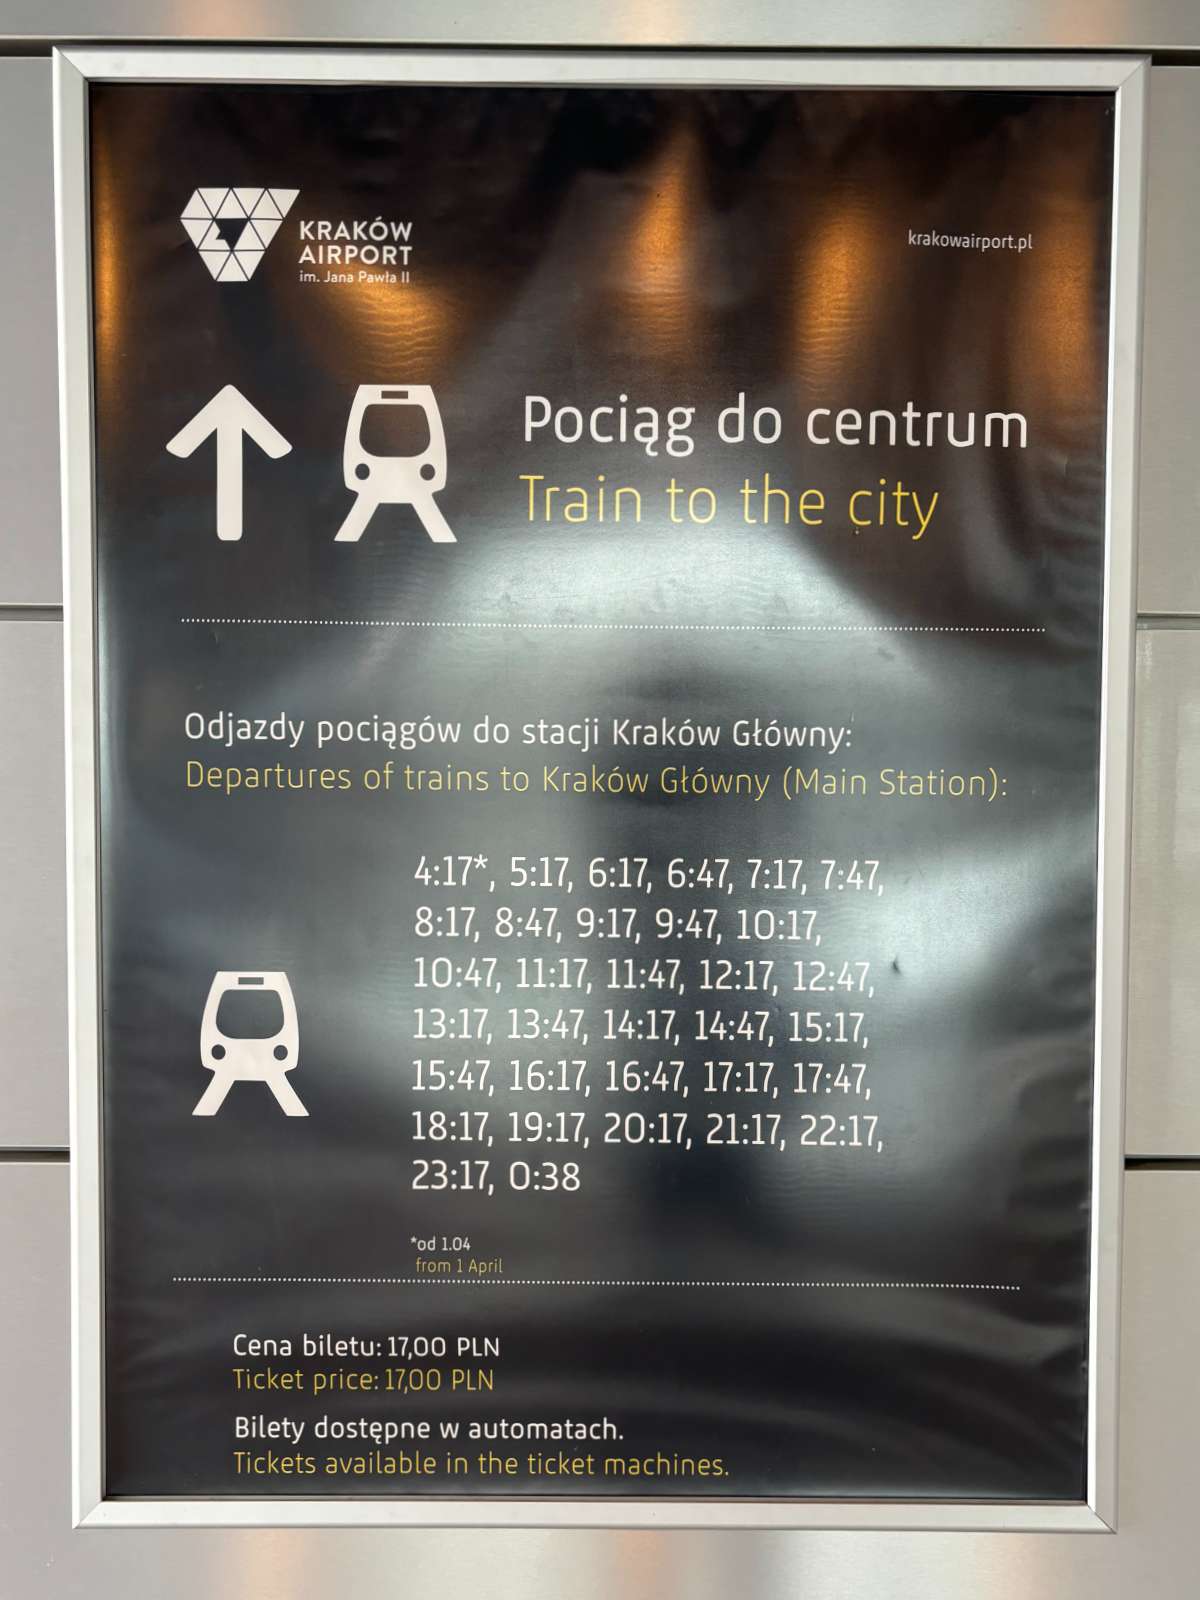 KRAKÓW
AIRPORT
im. Jana Pawła II
krakowairport.pl
Pociąg do centrum
Train to the city
Odjazdy pociągów do stacji Kraków Główny:
Departures of trains to Kraków Główny (Main Station):
4:17*, 5:17, 6:17, 6:47, 7:17, 7:47,
8:17, 8:47, 9:17, 9:47, 10:17,
10:47, 11:17, 11:47, 12:17, 12:47,
13:17, 13:47, 14:17, 14:47, 15:17,
15:47, 16:17, 16:47, 17:17, 17:47,
18:17, 19:17, 20:17, 21:17, 22:17,
23:17, 0:38
*od 1.04
from 1 April
Cena biletu: 17,00 PLN
Ticket price: 17,00 PLN
Bilety dostępne w automatach.
Tickets available in the ticket machines.